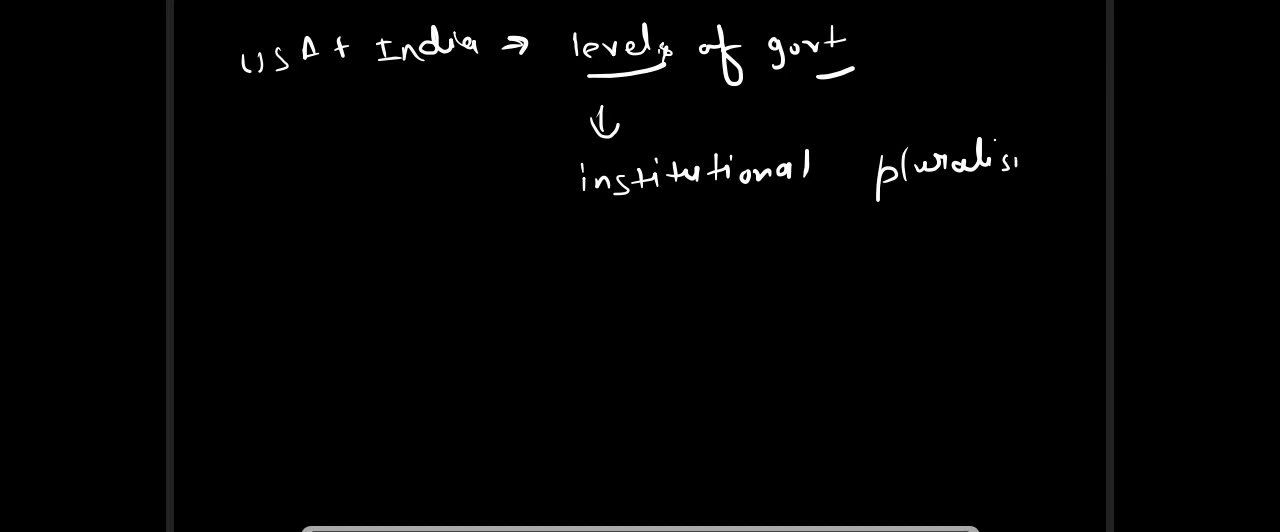 USA + India → levels of govt
↓
institutional pluralis